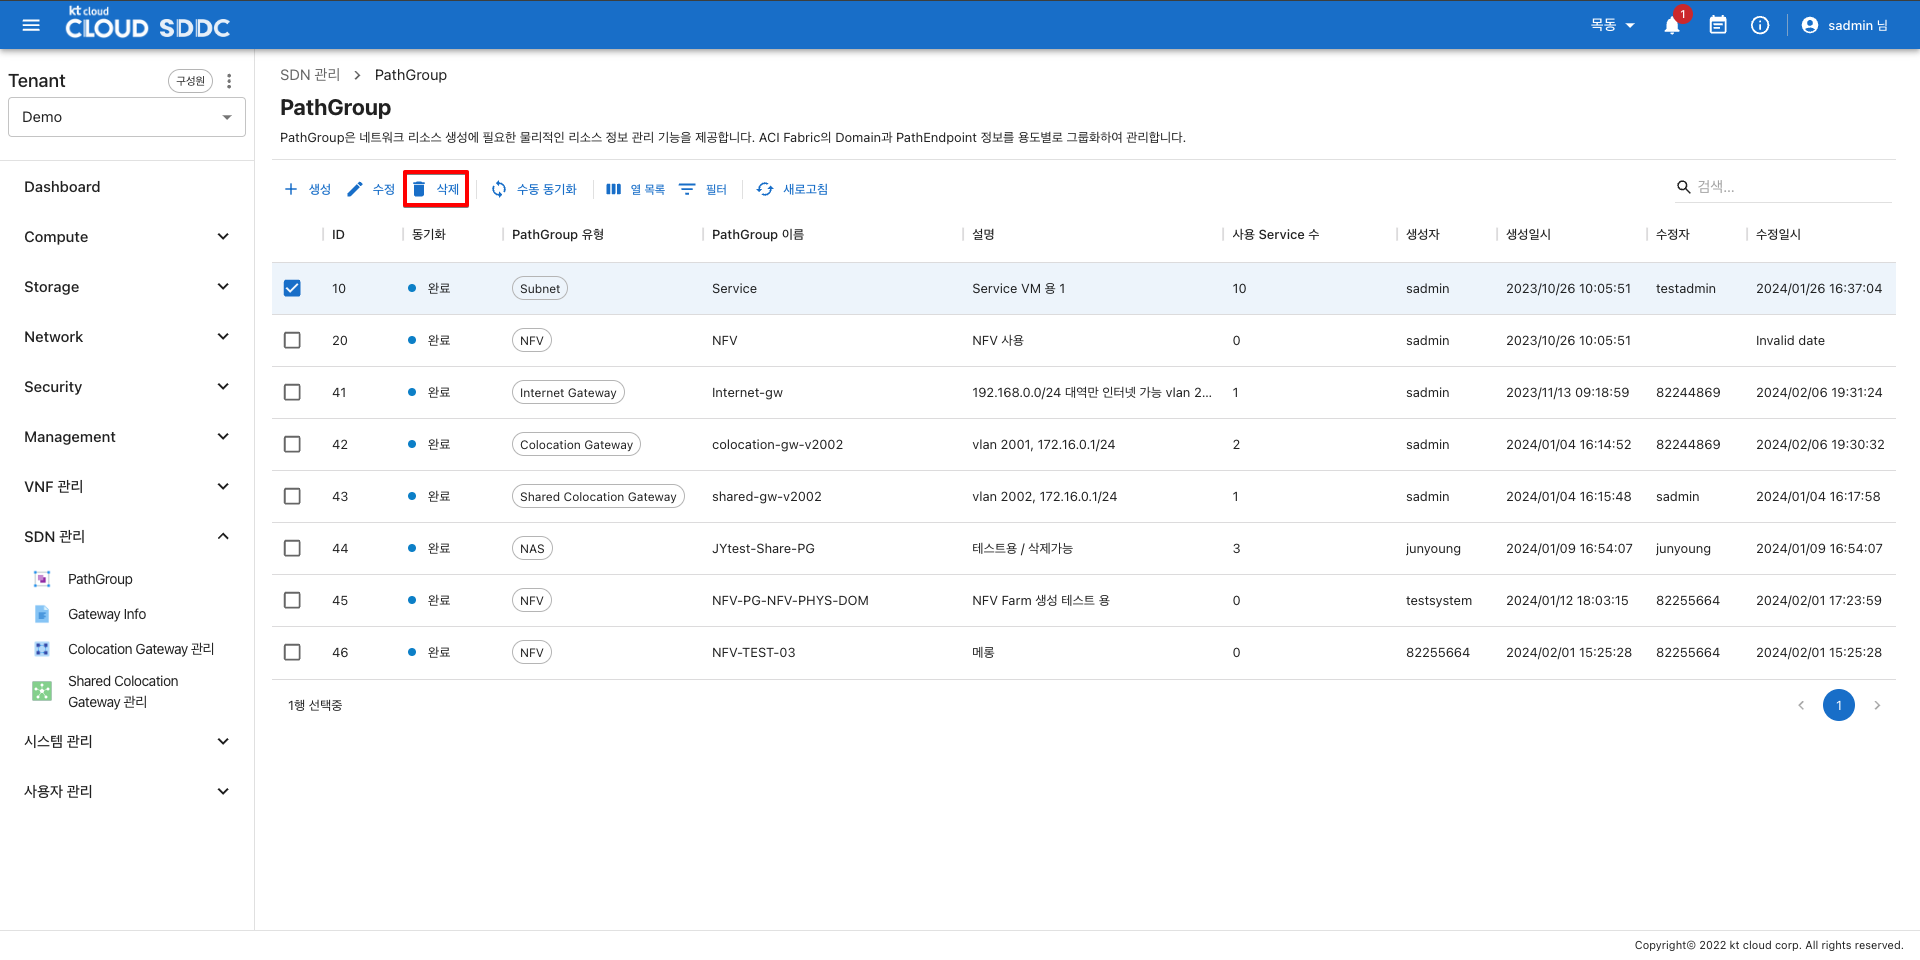 kt cloud
CLOUD SDDC
목동
1
sadmin 님
Tenant
구성원
Demo
Dashboard
Compute
Storage
Network
Security
Management
VNF 관리
SDN 관리
PathGroup
Gateway Info
Colocation Gateway 관리
Shared Colocation
Gateway 관리
시스템 관리
사용자 관리
SDN 관리 > PathGroup
PathGroup
PathGroup은 네트워크 리소스 생성에 필요한 물리적인 리소스 정보 관리 기능을 제공합니다. ACI Fabric의 Domain과 PathEndpoint 정보를 용도별로 그룹화하여 관리합니다.
생성 수정 삭제 수동 동기화 열 목록 필터 새로고침 검색...
ID 동기화 PathGroup 유형 PathGroup 이름 설명 사용 Service 수 생성자 생성일시 수정자 수정일시
10 완료 Subnet Service Service VM 용 1 10 sadmin 2023/10/26 10:05:51 testadmin 2024/01/26 16:37:04
20 완료 NFV NFV NFV 사용 0 sadmin 2023/10/26 10:05:51 Invalid date
41 완료 Internet Gateway Internet-gw 192.168.0.0/24 대역만 인터넷 가능 vlan 2... 1 sadmin 2023/11/13 09:18:59 82244869 2024/02/06 19:31:24
42 완료 Colocation Gateway colocation-gw-v2002 vlan 2001, 172.16.0.1/24 2 sadmin 2024/01/04 16:14:52 82244869 2024/02/06 19:30:32
43 완료 Shared Colocation Gateway shared-gw-v2002 vlan 2002, 172.16.0.1/24 1 sadmin 2024/01/04 16:15:48 sadmin 2024/01/04 16:17:58
44 완료 NAS JYtest-Share-PG 테스트용 / 삭제가능 3 junyoung 2024/01/09 16:54:07 junyoung 2024/01/09 16:54:07
45 완료 NFV NFV-PG-NFV-PHYS-DOM NFV Farm 생성 테스트 용 0 testsystem 2024/01/12 18:03:15 82255664 2024/02/01 17:23:59
46 완료 NFV NFV-TEST-03 메롱 0 82255664 2024/02/01 15:25:28 82255664 2024/02/01 15:25:28
1행 선택중
1
Copyright© 2022 kt cloud corp. All rights reserved.